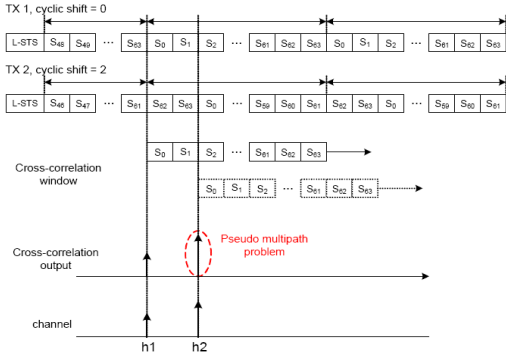 TX 1, cyclic shift = 0
L-STS S48 S49 ... S63 S0 S1 S2 ... S61 S62 S63 S0 S1 S2 ... S61 S62 S63
TX 2, cyclic shift = 2
L-STS S46 S47 ... S61 S62 S63 S0 ... S59 S60 S61 S62 S63 S0 ... S59 S60 S61
S0 S1 S2 ... S61 S62 S63
Cross-correlation
window
S0 S1 S2 ... S61 S62 S63
Pseudo multipath
problem
Cross-correlation
output
channel
h1 h2